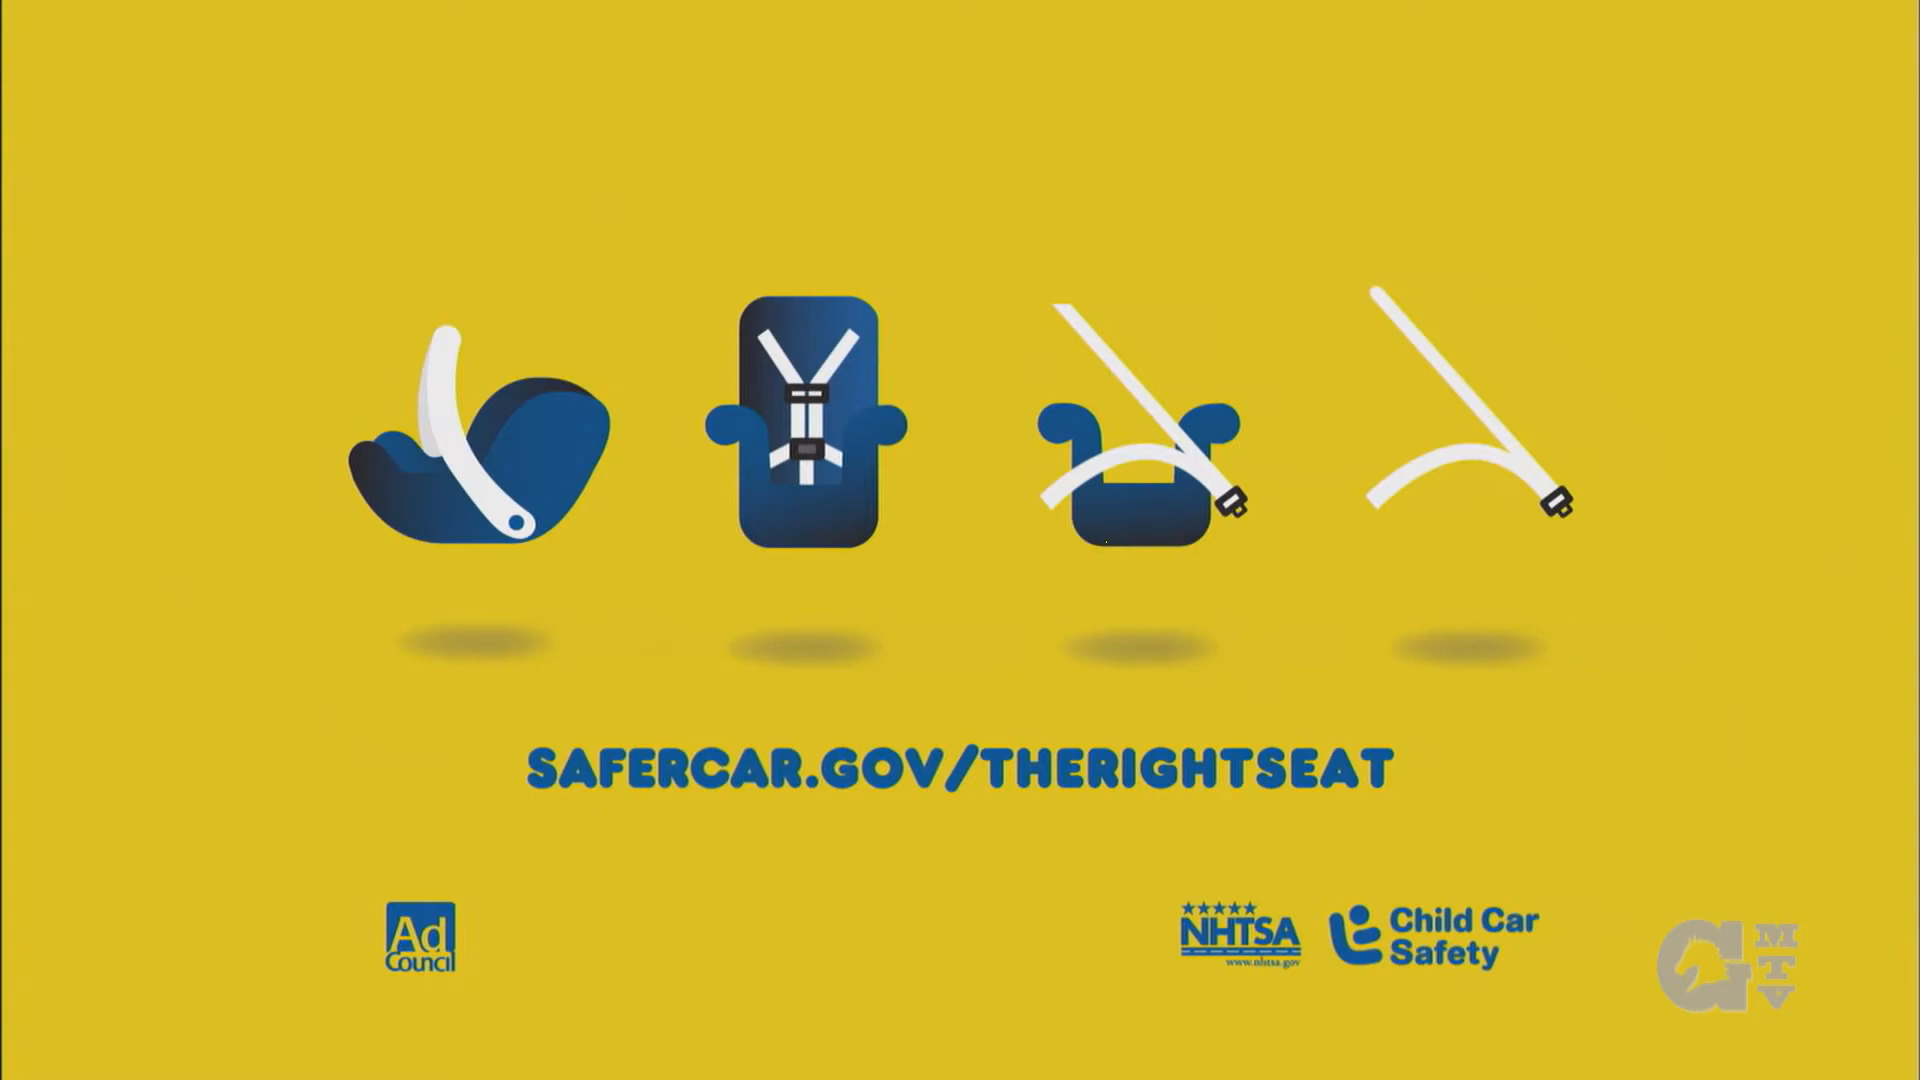 SAFERCAR.GOV/THERIGHTSEAT
Ad
Council
NHTSA
www.nhtsa.gov
Child Car
Safety
G
M
T
V